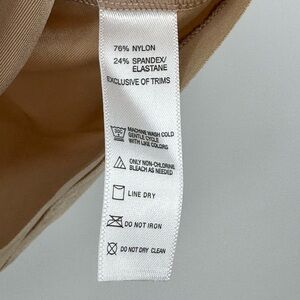 76% NYLON
24% SPANDEX/
ELASTANE
EXCLUSIVE OF TRIMS
MACHINE WASH COLD
GENTLE CYCLE
WITH LIKE COLORS
ONLY NON-CHLORINE
BLEACH AS NEEDED
LINE DRY
DO NOT IRON
DO NOT DRY CLEAN